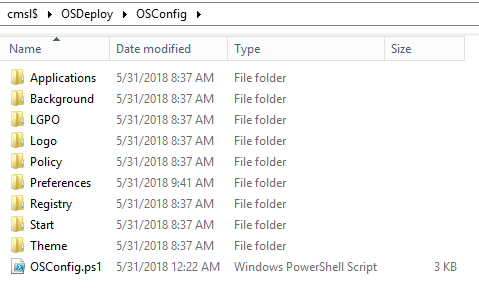 cmsl$ ▸ OSDeploy ▸ OSConfig ▸
Name Date modified Type Size
Applications 5/31/2018 8:37 AM File folder
Background 5/31/2018 8:37 AM File folder
LGPO 5/31/2018 8:37 AM File folder
Logo 5/31/2018 8:37 AM File folder
Policy 5/31/2018 8:37 AM File folder
Preferences 5/31/2018 9:41 AM File folder
Registry 5/31/2018 8:37 AM File folder
Start 5/31/2018 8:37 AM File folder
Theme 5/31/2018 8:37 AM File folder
OSConfig.ps1 5/31/2018 12:22 AM Windows PowerShell Script 3 KB